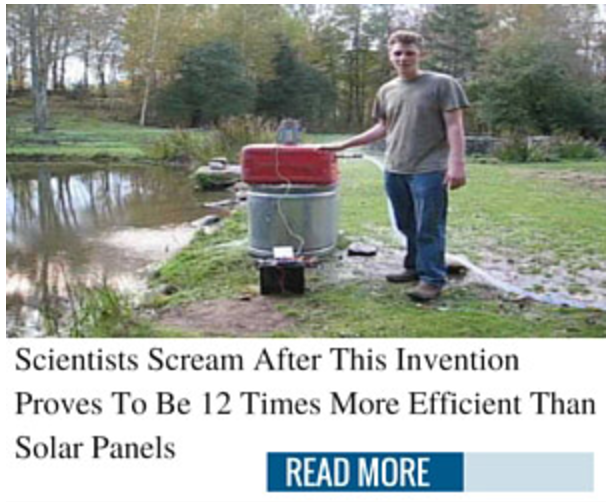 Scientists Scream After This Invention
Proves To Be 12 Times More Efficient Than
Solar Panels
READ MORE